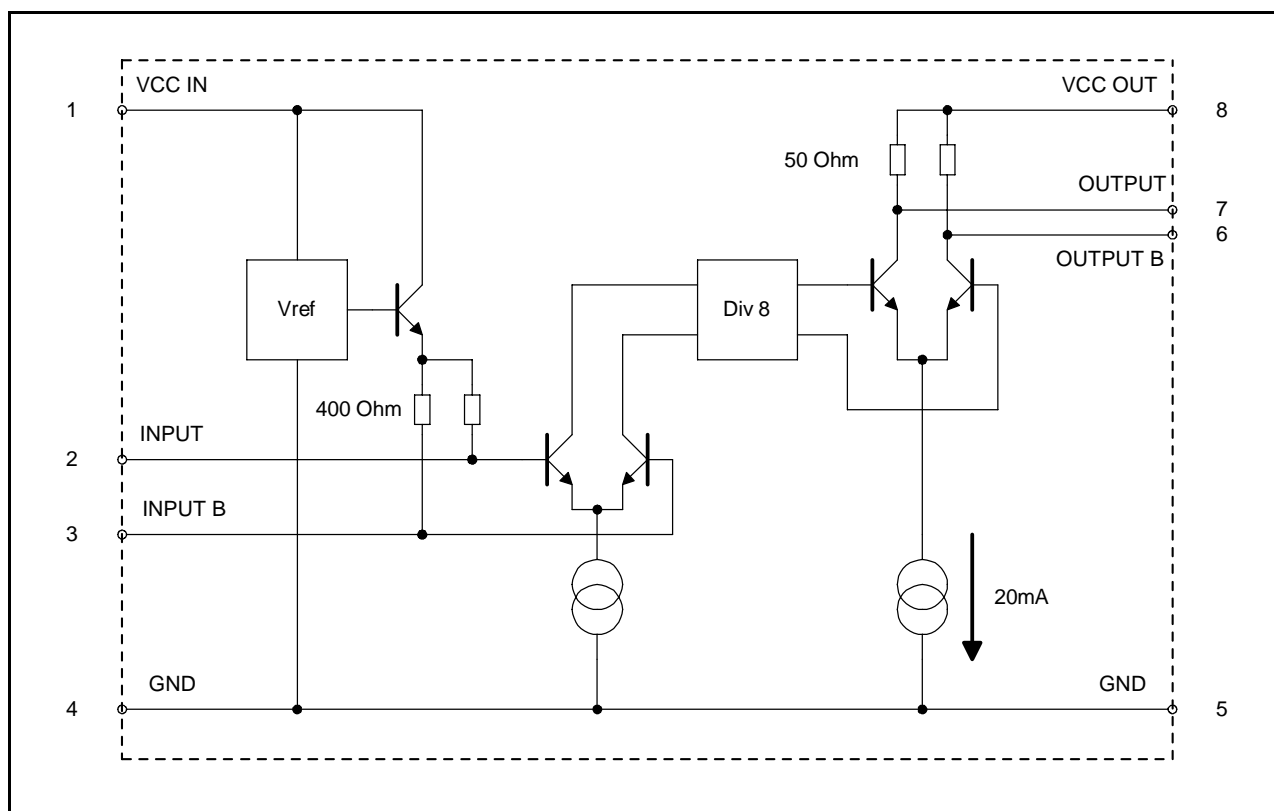 VCC IN
VCC OUT
1
8
50 Ohm
OUTPUT
7
6
OUTPUT B
Vref
Div 8
400 Ohm
INPUT
2
INPUT B
3
20mA
GND
GND
4
5